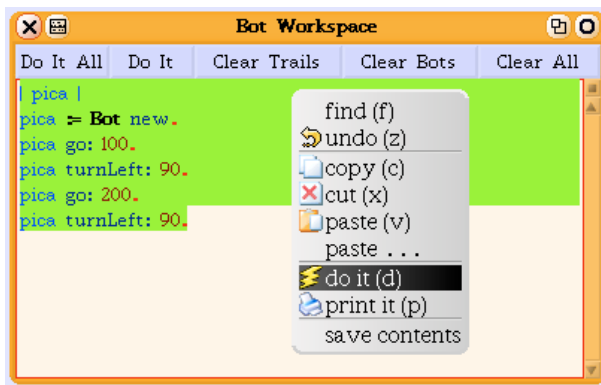 Bot Workspace
Do It All Do It Clear Trails Clear Bots Clear All
| pica |
pica := Bot new.
pica go: 100.
pica turnLeft: 90.
pica go: 200.
pica turnLeft: 90.
find (f)
undo (z)
copy (c)
cut (x)
paste (v)
paste . . .
do it (d)
print it (p)
save contents